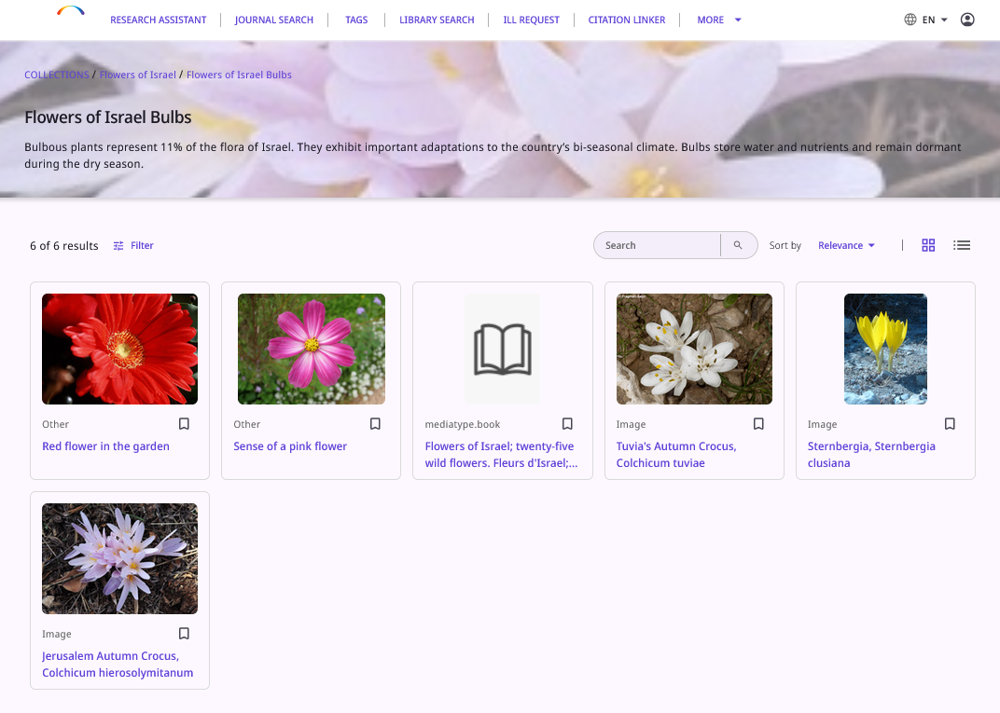 RESEARCH ASSISTANT JOURNAL SEARCH TAGS LIBRARY SEARCH ILL REQUEST CITATION LINKER MORE EN
COLLECTIONS / Flowers of Israel / Flowers of Israel Bulbs
Flowers of Israel Bulbs
Bulbous plants represent 11% of the flora of Israel. They exhibit important adaptations to the country’s bi-seasonal climate. Bulbs store water and nutrients and remain dormant
during the dry season.
6 of 6 results Filter Search Sort by Relevance
Other
Red flower in the garden
Other
Sense of a pink flower
mediatype.book
Flowers of Israel; twenty-five
wild flowers. Fleurs d'Israel;...
Image
Tuvia's Autumn Crocus,
Colchicum tuviae
Image
Sternbergia, Sternbergia
clusiana
Image
Jerusalem Autumn Crocus,
Colchicum hierosolymitanum